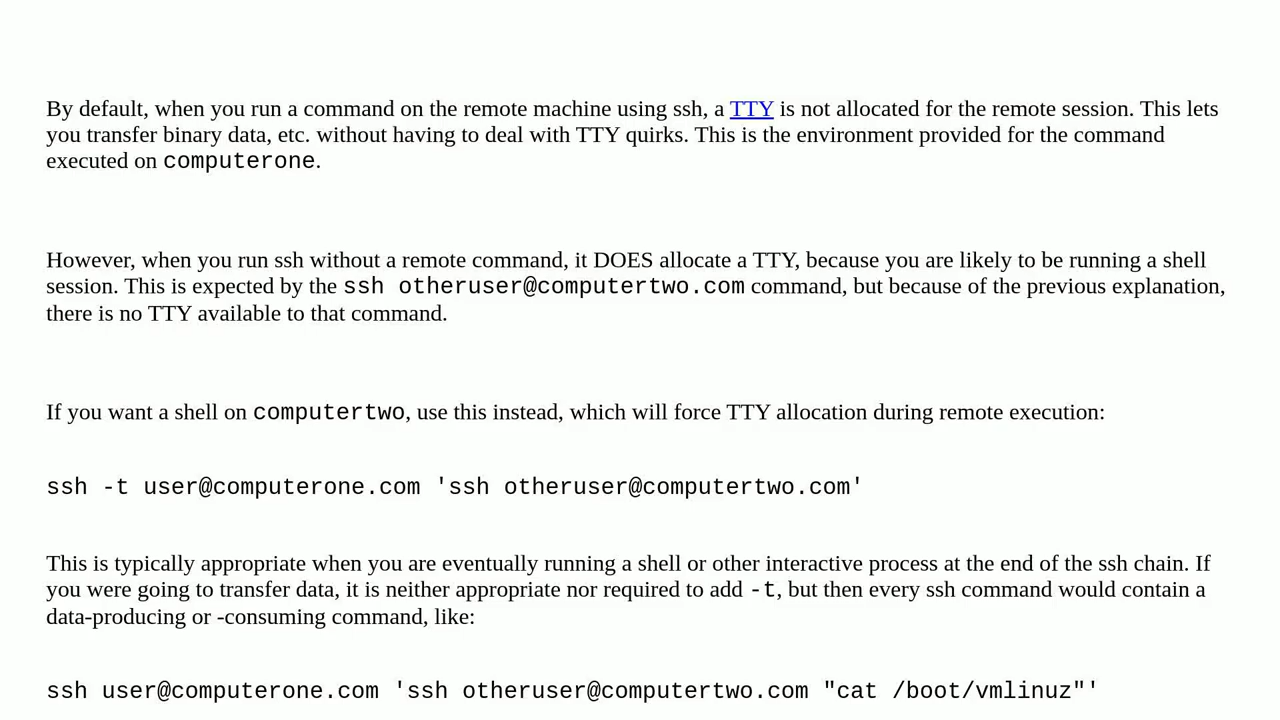 By default, when you run a command on the remote machine using ssh, a TTY is not allocated for the remote session. This lets
you transfer binary data, etc. without having to deal with TTY quirks. This is the environment provided for the command
executed on computerone.
However, when you run ssh without a remote command, it DOES allocate a TTY, because you are likely to be running a shell
session. This is expected by the ssh otheruser@computertwo.com command, but because of the previous explanation,
there is no TTY available to that command.
If you want a shell on computertwo, use this instead, which will force TTY allocation during remote execution:
ssh -t user@computerone.com 'ssh otheruser@computertwo.com'
This is typically appropriate when you are eventually running a shell or other interactive process at the end of the ssh chain. If
you were going to transfer data, it is neither appropriate nor required to add -t, but then every ssh command would contain a
data-producing or -consuming command, like:
ssh user@computerone.com 'ssh otheruser@computertwo.com "cat /boot/vmlinuz"'